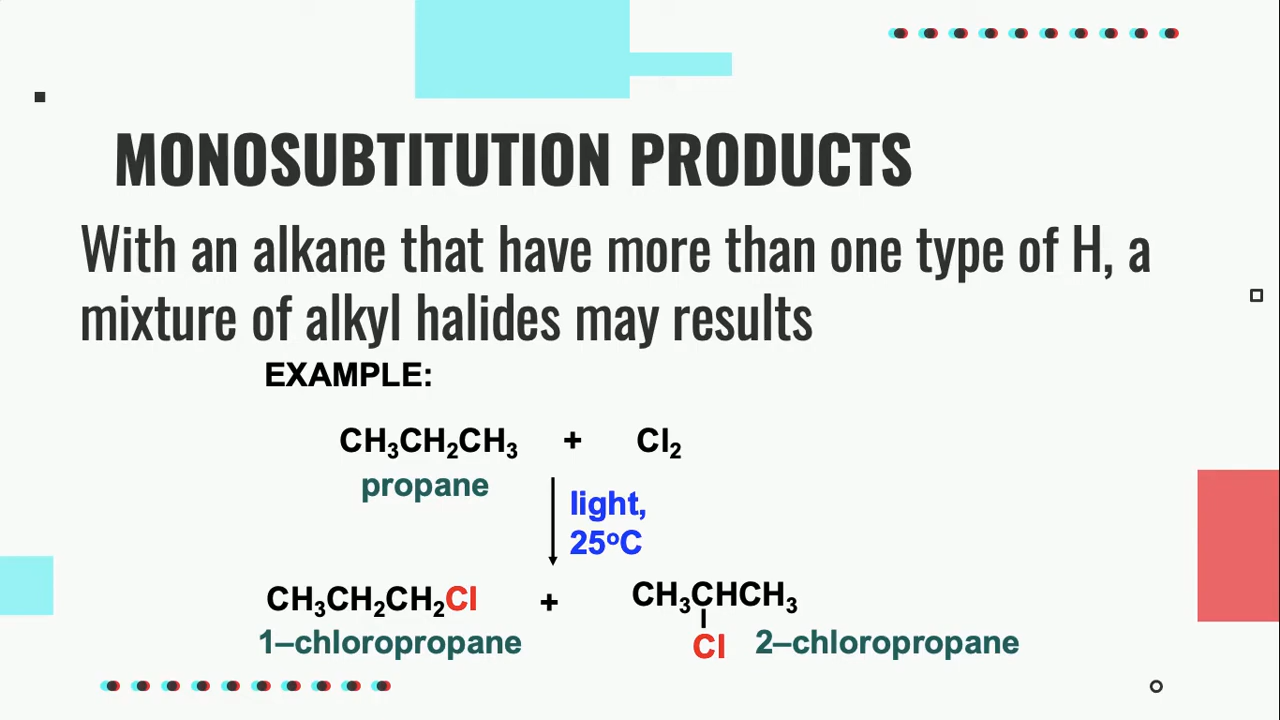 MONOSUBTITUTION PRODUCTS
With an alkane that have more than one type of H, a
mixture of alkyl halides may results
EXAMPLE:
CH₃CH₂CH₃ + Cl₂
propane
light,
25°C
CH₃CH₂CH₂Cl + CH₃CHCH₃
Cl
1–chloropropane
2–chloropropane